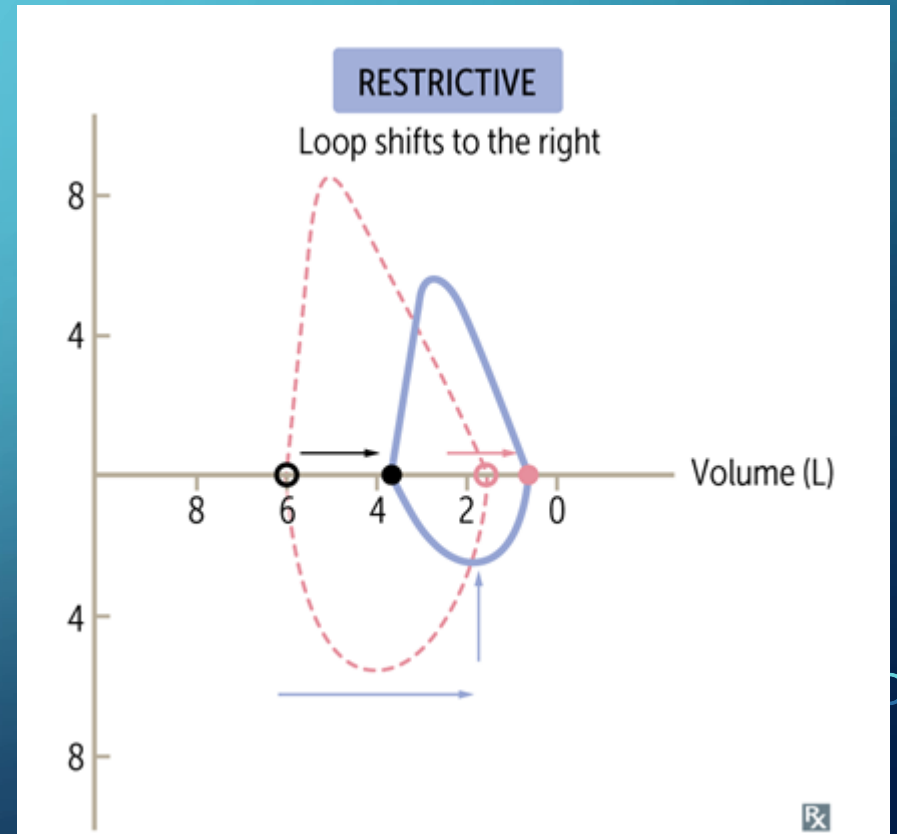 RESTRICTIVE
Loop shifts to the right
8
4
Volume (L)
8 6 4 2 0
4
8
Rx